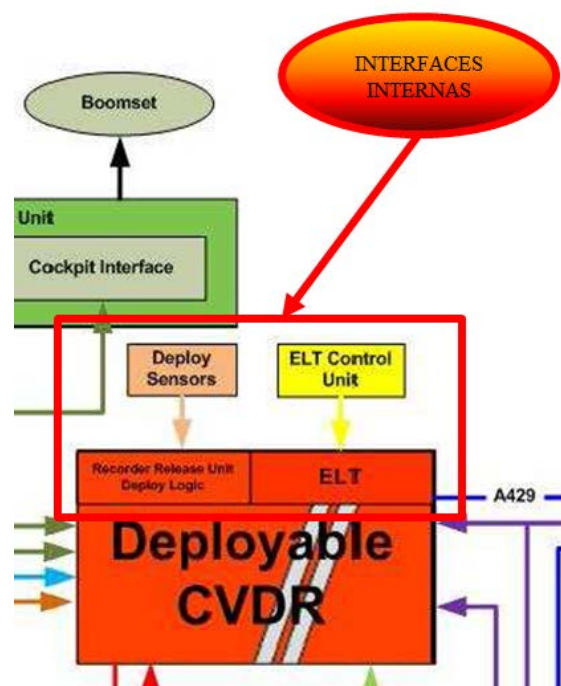 INTERFACES
INTERNAS
Boomset
Unit
Cockpit Interface
Deploy
Sensors
ELT Control
Unit
Recorder Release Unit
Deploy Logic
ELT
A429
Deployable
CVDR